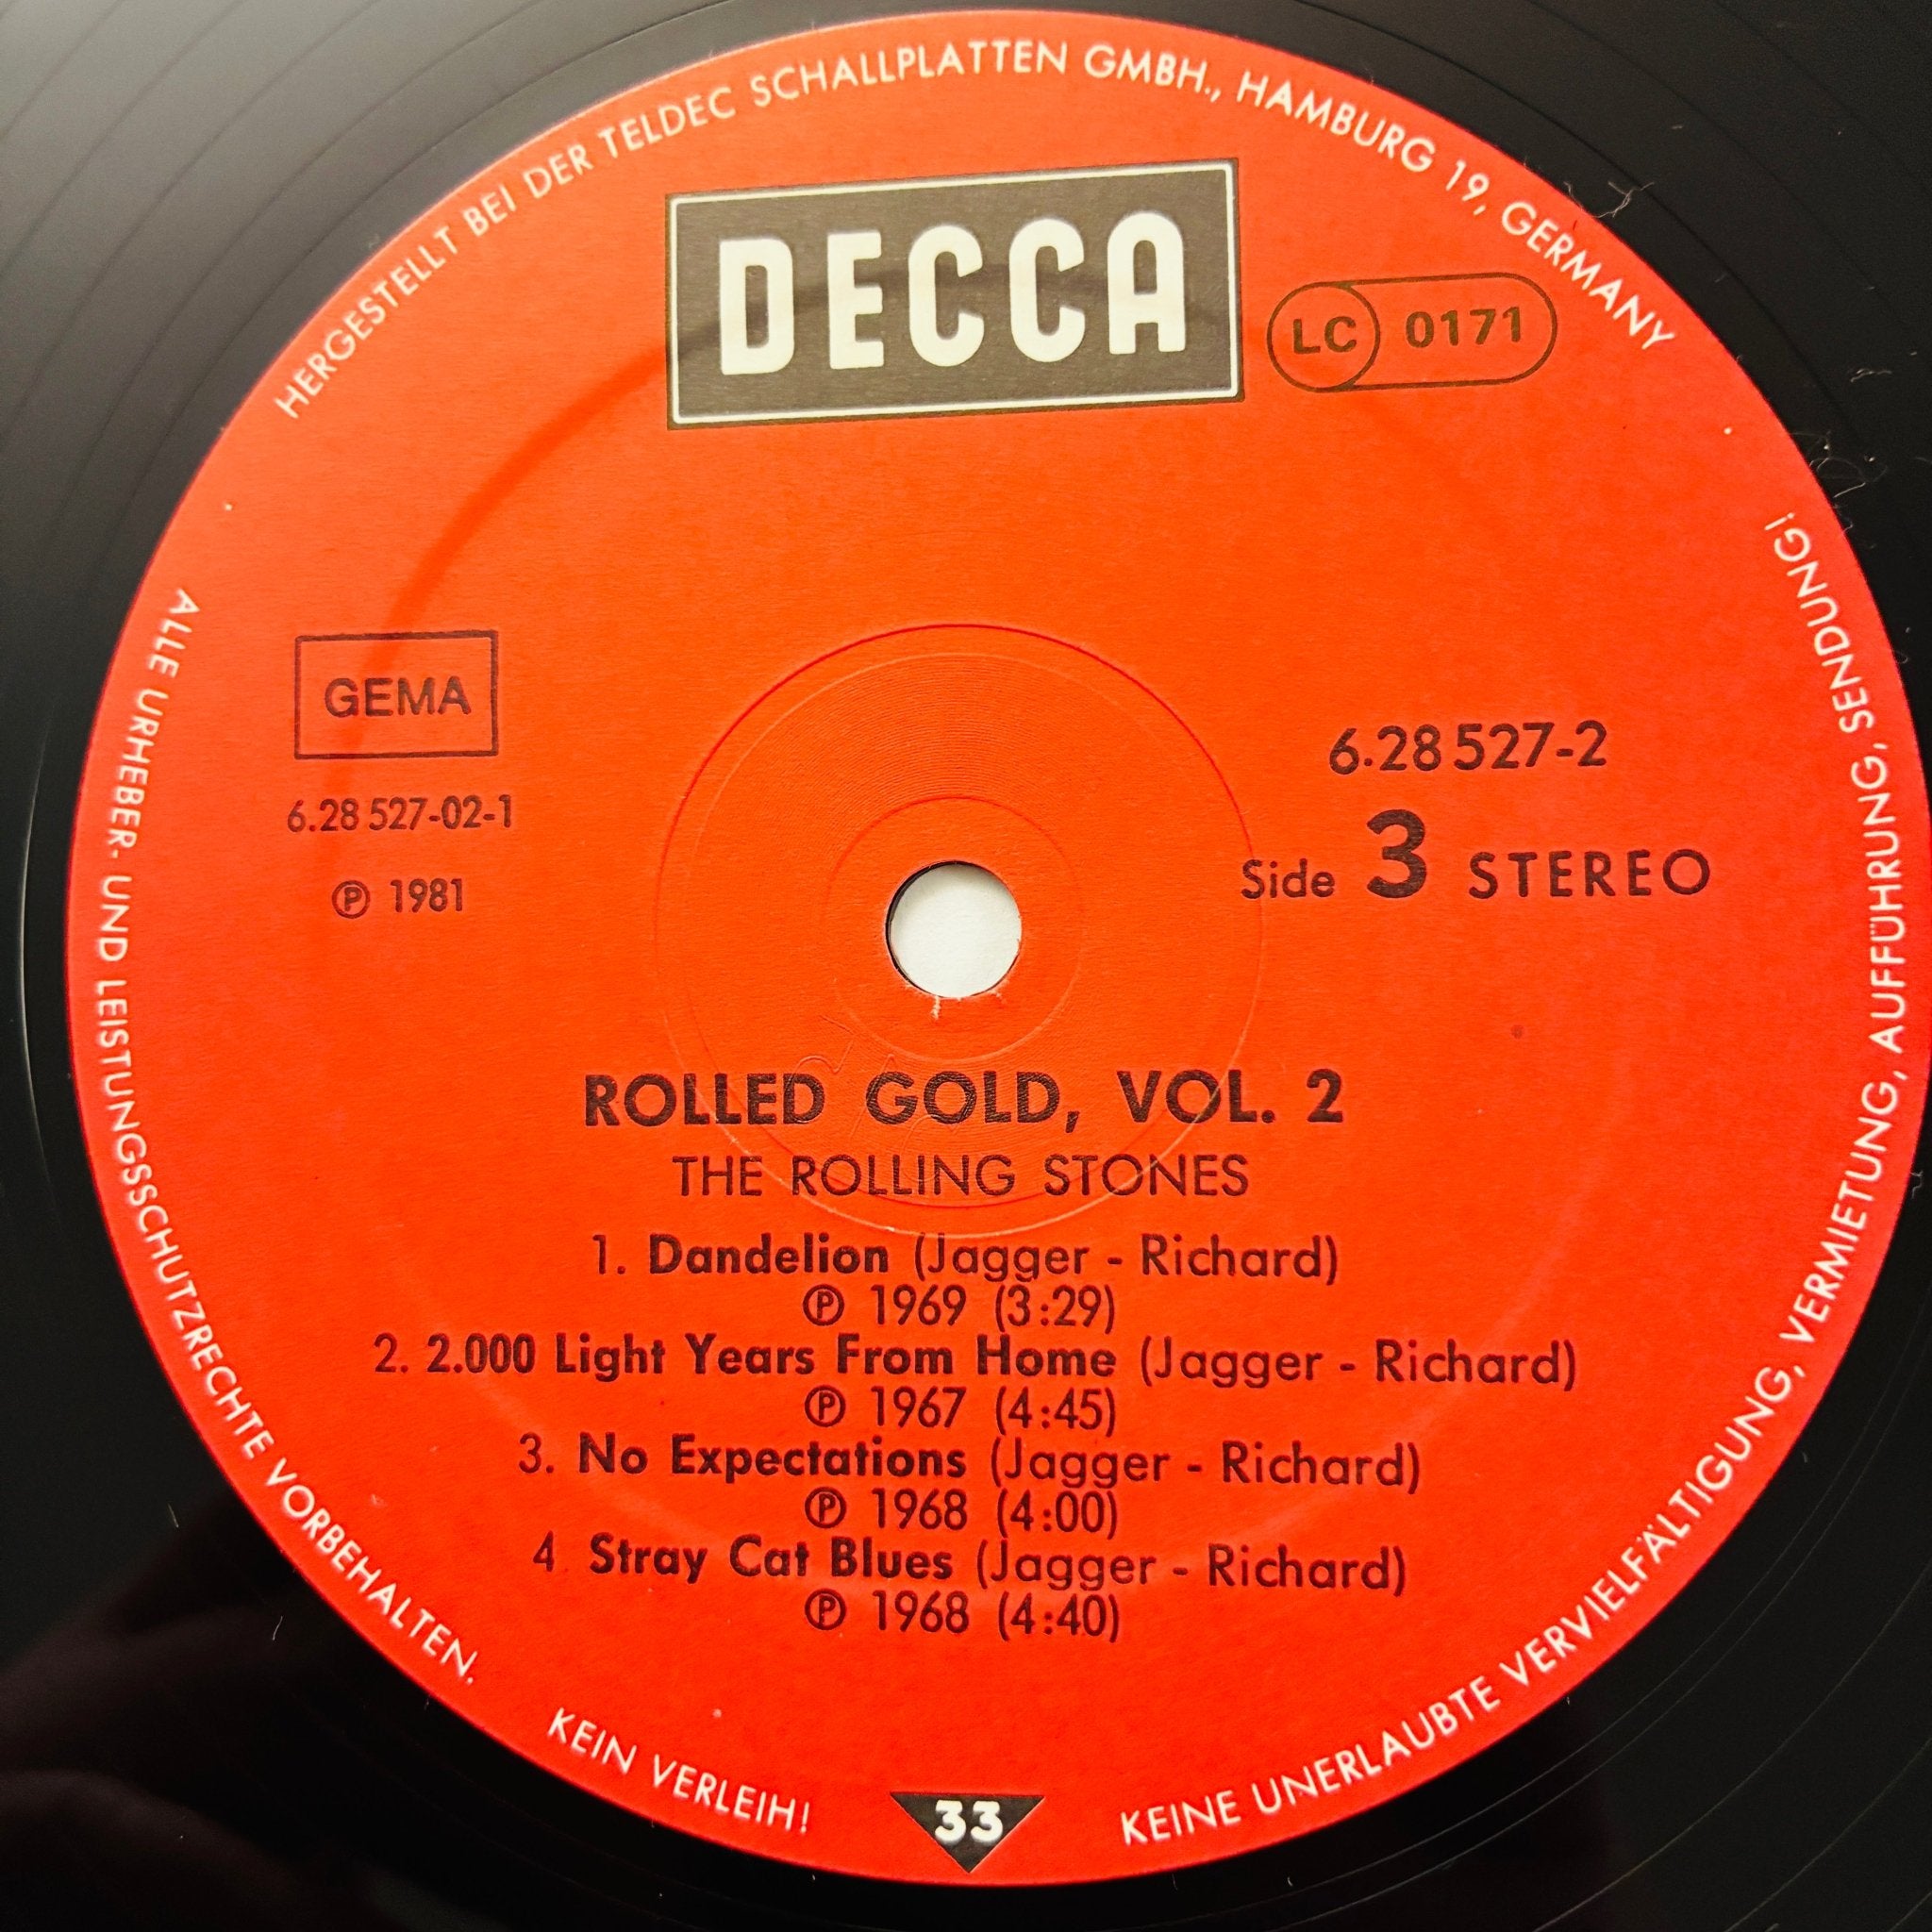 HERGESTELLT BEI DER TELDEC SCHALLPLATTEN GMBH., HAMBURG 19, GERMANY
DECCA
LC 0171
GEMA
6.28 527-02-1
℗ 1981
6.28 527-2
Side 3 STEREO
ROLLED GOLD, VOL. 2
THE ROLLING STONES
1. Dandelion (Jagger - Richard)
℗ 1969 (3:29)
2. 2.000 Light Years From Home (Jagger - Richard)
℗ 1967 (4:45)
3. No Expectations (Jagger - Richard)
℗ 1968 (4:00)
4 Stray Cat Blues (Jagger - Richard)
℗ 1968 (4:40)
ALLE URHEBER- UND LEISTUNGSSCHUTZRECHTE VORBEHALTEN.
KEIN VERLEIH!
33
KEINE UNERLAUBTE VERVIELFÄLTIGUNG, VERMIETUNG, AUFFÜHRUNG, SENDUNG!